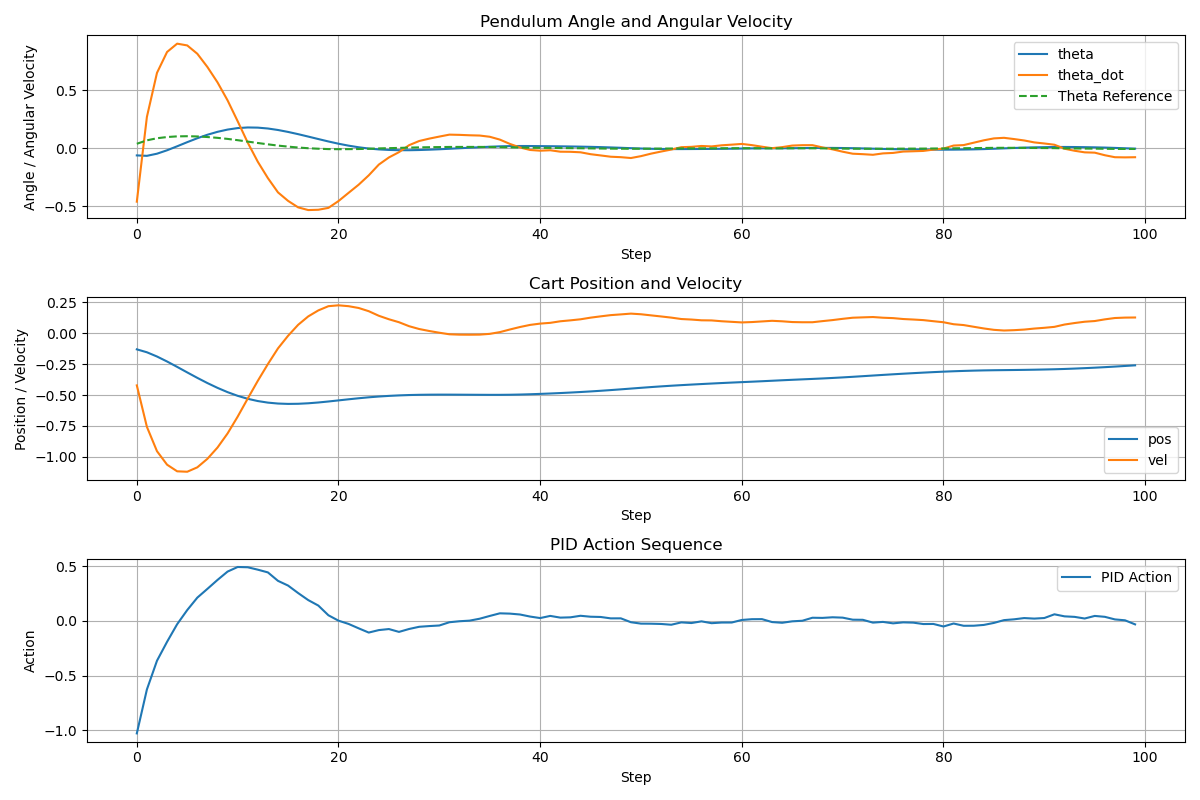 Pendulum Angle and Angular Velocity
Angle / Angular Velocity
0.5
0.0
−0.5
theta
theta_dot
Theta Reference
0 20 40 60 80 100
Step
Cart Position and Velocity
Position / Velocity
0.25
0.00
−0.25
−0.50
−0.75
−1.00
pos
vel
0 20 40 60 80 100
Step
PID Action Sequence
Action
0.5
0.0
−0.5
−1.0
PID Action
0 20 40 60 80 100
Step